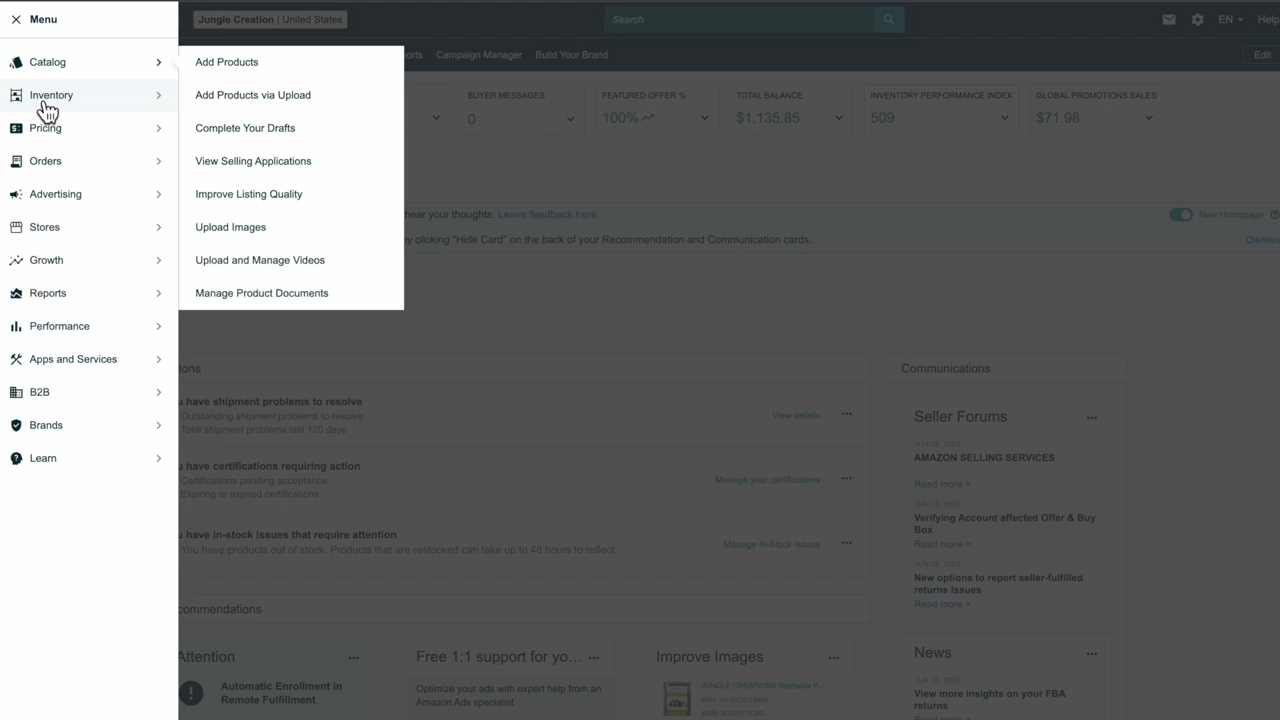 Menu
Jungle Creation | United States
Search
EN
Help
Catalog
Inventory
Pricing
Orders
Advertising
Stores
Growth
Reports
Performance
Apps and Services
B2B
Brands
Learn
Add Products
Add Products via Upload
Complete Your Drafts
View Selling Applications
Improve Listing Quality
Upload Images
Upload and Manage Videos
Manage Product Documents
orts
Campaign Manager
Build Your Brand
Edit
BUYER MESSAGES
0
FEATURED OFFER %
100%
TOTAL BALANCE
$1,135.85
INVENTORY PERFORMANCE INDEX
509
GLOBAL PROMOTIONS SALES
$71.98
hear your thoughts. Leave feedback here
New Homepage
by clicking "Hide Card" on the back of your Recommendation and Communication cards.
Dismiss
ions
u have shipment problems to resolve
Outstanding shipment problems to resolve
Total shipment problems last 120 days
View details
u have certifications requiring action
Certifications pending acceptance
Expiring or expired certifications
Manage your certifications
u have in-stock issues that require attention
You have products out of stock. Products that are restocked can take up to 48 hours to reflect.
Manage In-Stock Issues
commendations
Attention
Automatic Enrollment in
Remote Fulfillment
Free 1:1 support for yo...
Optimize your ads with expert help from an
Amazon Ads specialist
Improve Images
JUNGLE CREATIONS Washable P...
Communications
Seller Forums
JUN 28, 2023
AMAZON SELLING SERVICES
Read more >
JUN 28, 2023
Verifying Account affected Offer & Buy
Box
Read more >
JUN 28, 2023
New options to report seller-fulfilled
returns issues
Read more >
News
JUN 28, 2023
View more insights on your FBA
returns
Read more >